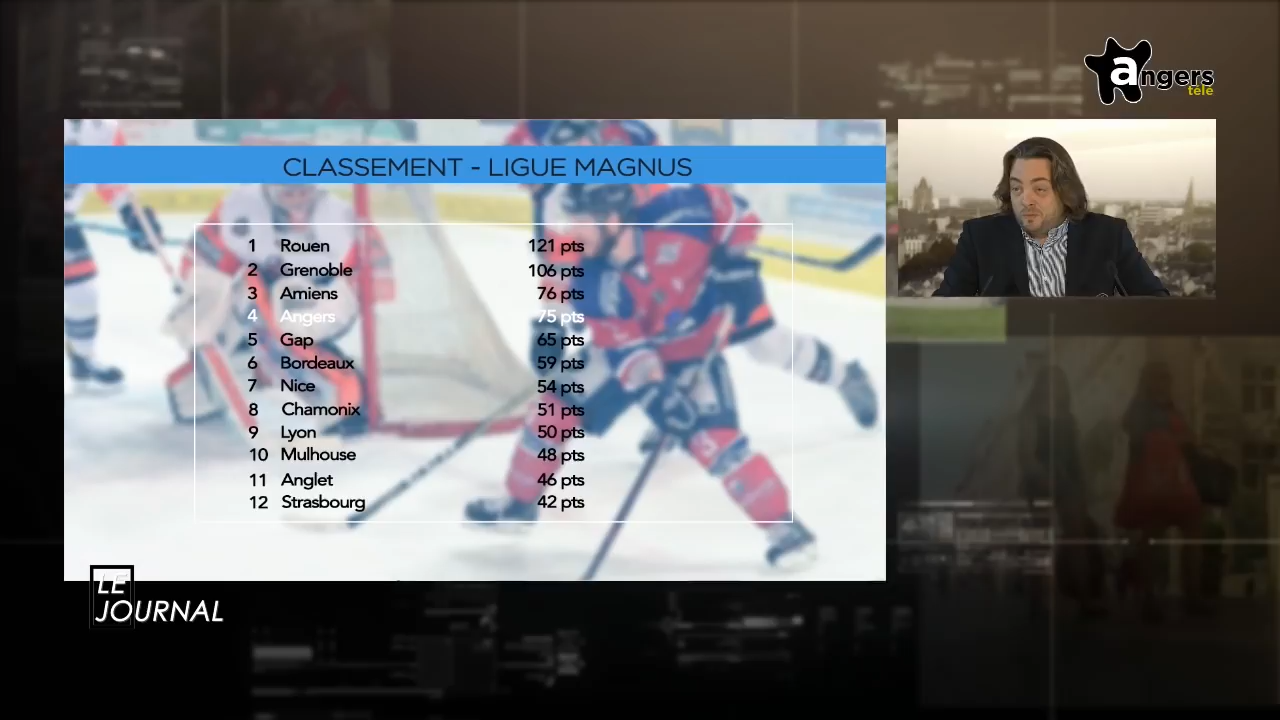 angers
télé
CLASSEMENT - LIGUE MAGNUS
1 Rouen 121 pts
2 Grenoble 106 pts
3 Amiens 76 pts
4 Angers 75 pts
5 Gap 65 pts
6 Bordeaux 59 pts
7 Nice 54 pts
8 Chamonix 51 pts
9 Lyon 50 pts
10 Mulhouse 48 pts
11 Anglet 46 pts
12 Strasbourg 42 pts
LE
JOURNAL